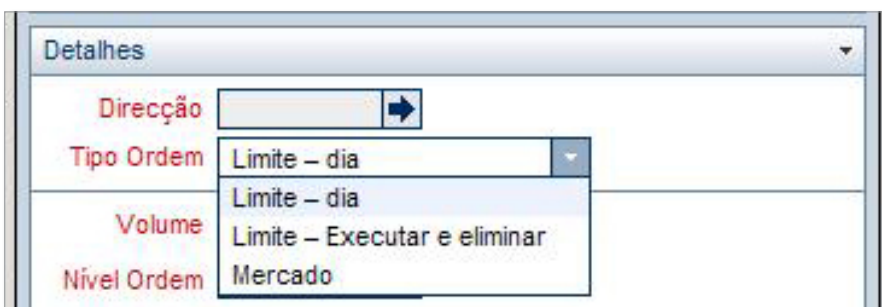 Detalhes
Direcção
Tipo Ordem Limite – dia
Limite – dia
Volume Limite – Executar e eliminar
Nível Ordem Mercado